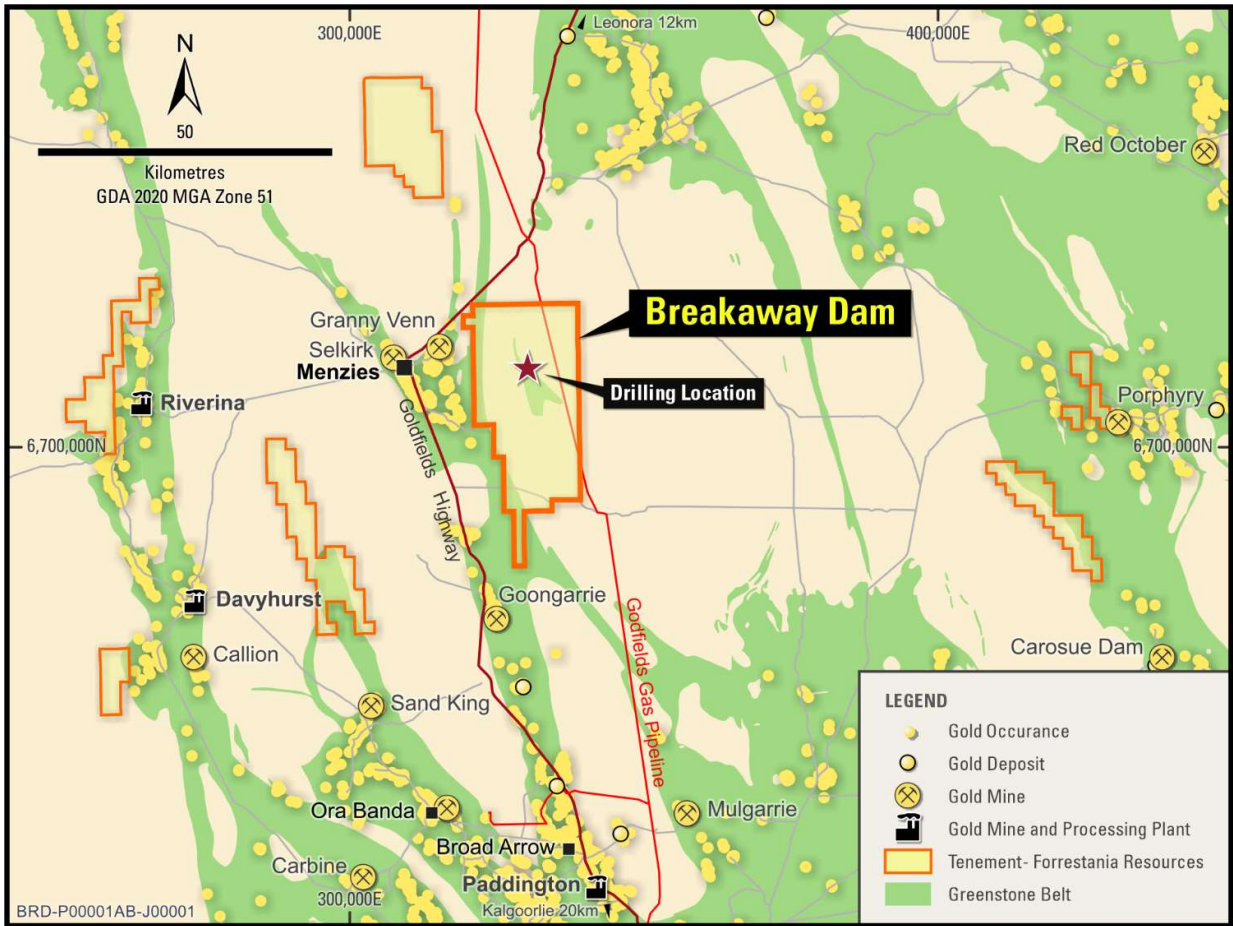 Leonora 12km
300,000E
400,000E
N
50
Kilometres
GDA 2020 MGA Zone 51
Red October
Breakaway Dam
Granny Venn
Selkirk
Menzies
Drilling Location
Riverina
Porphyry
6,700,000N
6,700,000N
Goldfields Highway
Goongarrie
Davyhurst
Callion
Godfields Gas Pipeline
Carosue Dam
Sand King
LEGEND
Gold Occurance
Gold Deposit
Gold Mine
Gold Mine and Processing Plant
Tenement- Forrestania Resources
Greenstone Belt
Mulgarrie
Ora Banda
Broad Arrow
Carbine
Paddington
300,000E
Kalgoorlie 20km
BRD-P00001AB-J00001